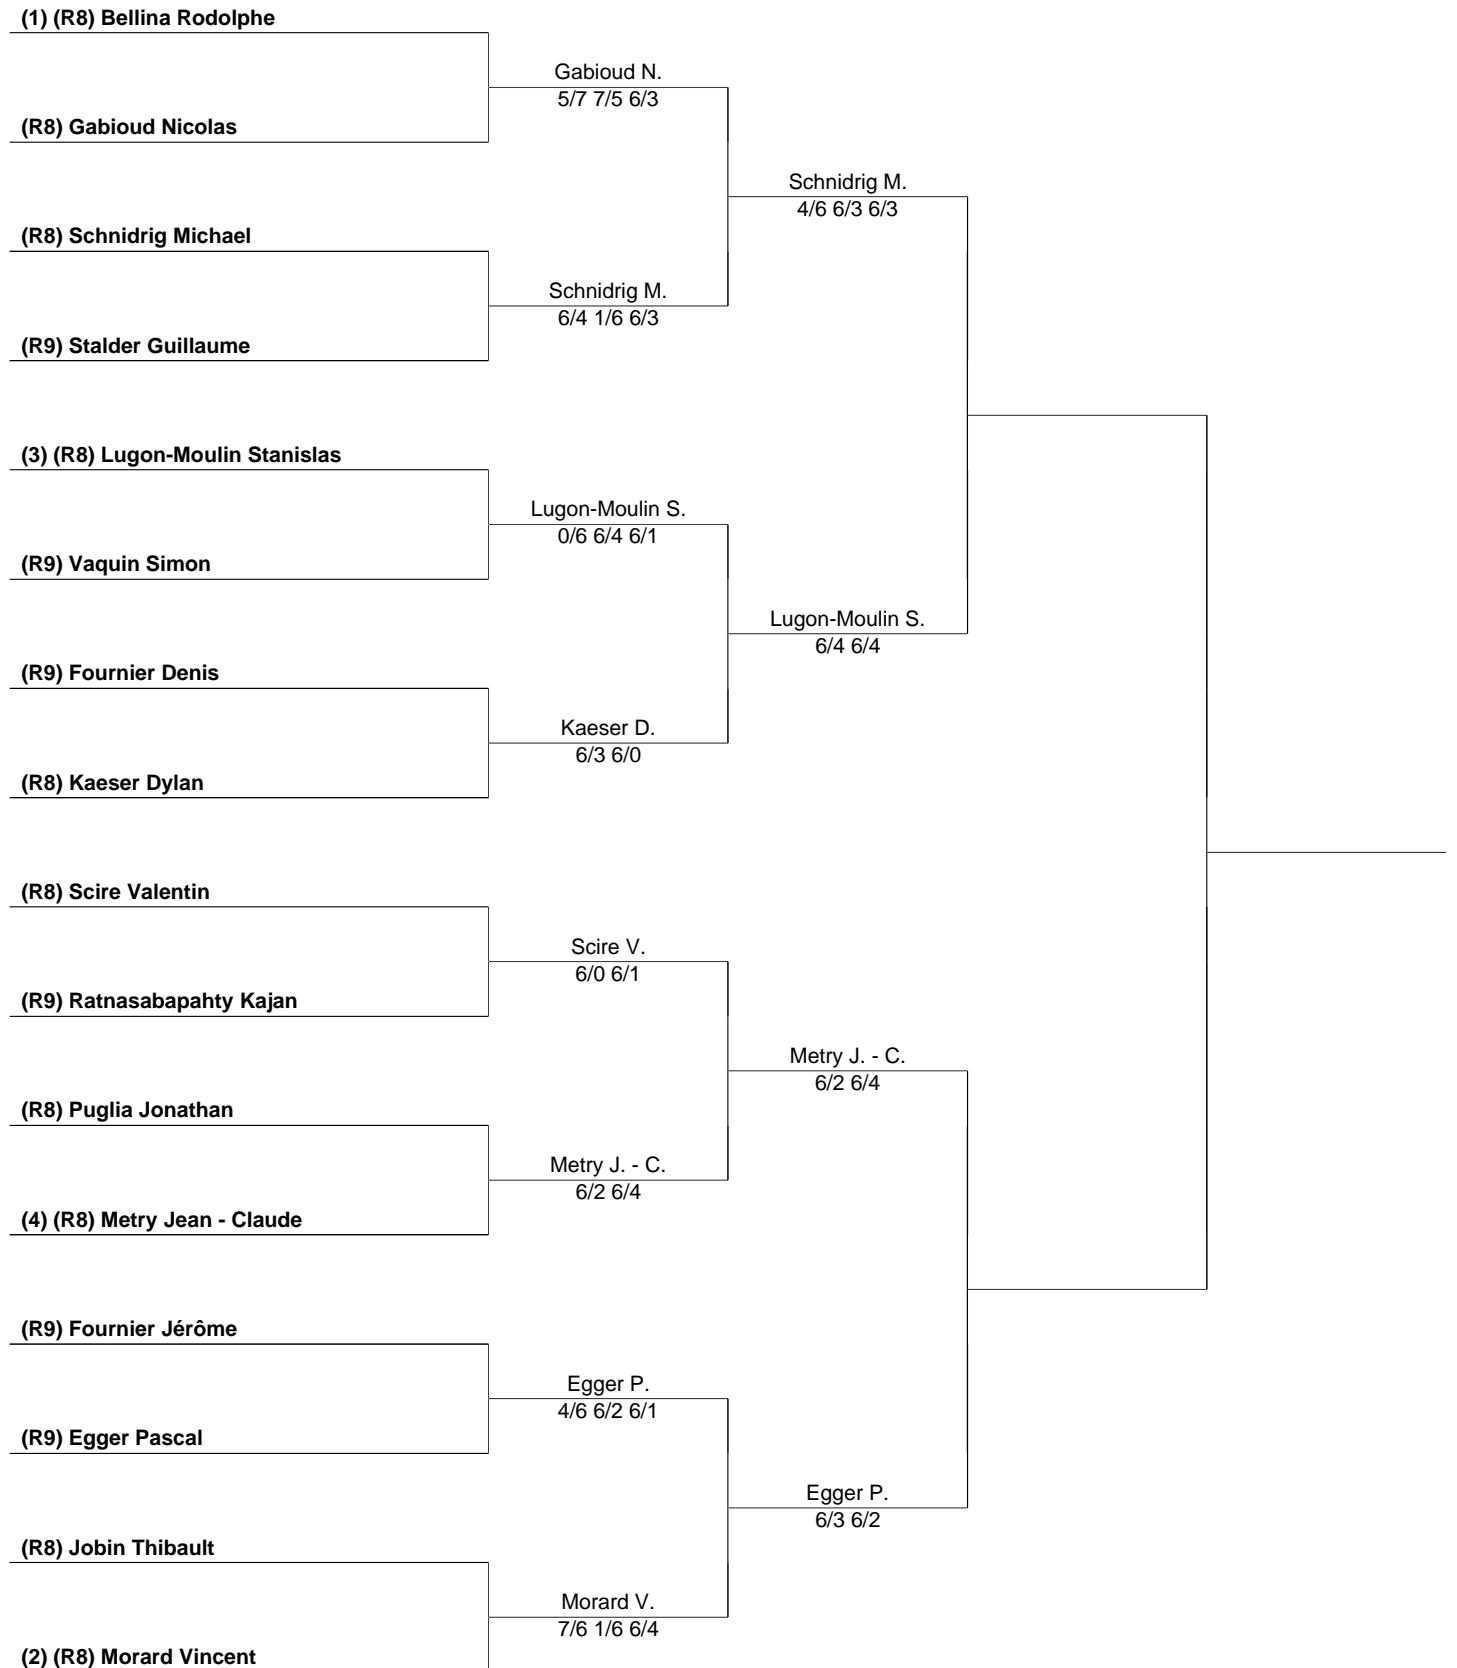 (1) (R8) Bellina Rodolphe
Gabioud N.
5/7 7/5 6/3
(R8) Gabioud Nicolas
Schnidrig M.
4/6 6/3 6/3
(R8) Schnidrig Michael
Schnidrig M.
6/4 1/6 6/3
(R9) Stalder Guillaume
(3) (R8) Lugon-Moulin Stanislas
Lugon-Moulin S.
0/6 6/4 6/1
(R9) Vaquin Simon
Lugon-Moulin S.
6/4 6/4
(R9) Fournier Denis
Kaeser D.
6/3 6/0
(R8) Kaeser Dylan
(R8) Scire Valentin
Scire V.
6/0 6/1
(R9) Ratnasabapahty Kajan
Metry J. - C.
6/2 6/4
(R8) Puglia Jonathan
Metry J. - C.
6/2 6/4
(4) (R8) Metry Jean - Claude
(R9) Fournier Jérôme
Egger P.
4/6 6/2 6/1
(R9) Egger Pascal
Egger P.
6/3 6/2
(R8) Jobin Thibault
Morard V.
7/6 1/6 6/4
(2) (R8) Morard Vincent